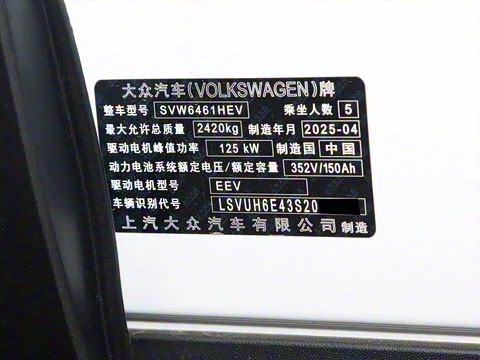 大众汽车(VOLKSWAGEN)牌
整车型号 SVW6461HEV 乘坐人数 5
最大允许总质量 2420kg 制造年月 2025-04
驱动电机峰值功率 125 kW 制造国 中国
动力电池系统额定电压/额定容量 352V/150Ah
驱动电机型号 EEV
车辆识别代号 LSVUH6E43S20
上汽大众汽车有限公司 制造